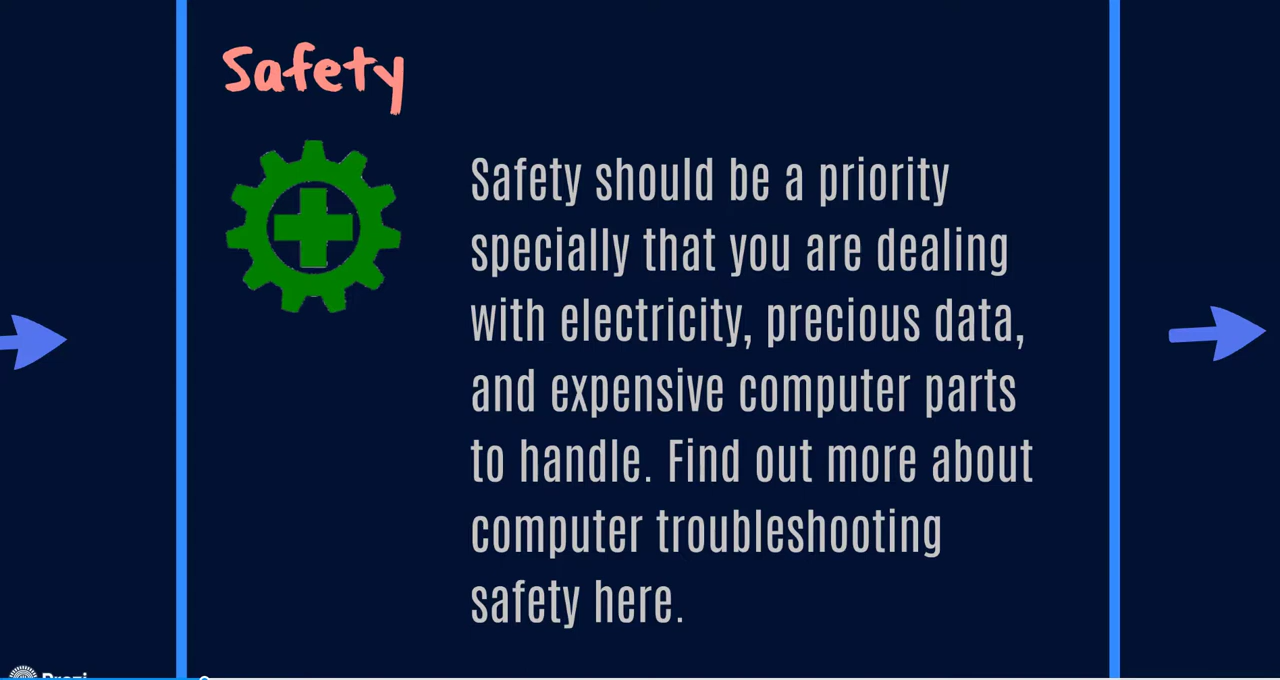 Safety
Safety should be a priority
specially that you are dealing
with electricity, precious data,
and expensive computer parts
to handle. Find out more about
computer troubleshooting
safety here.
Prezi